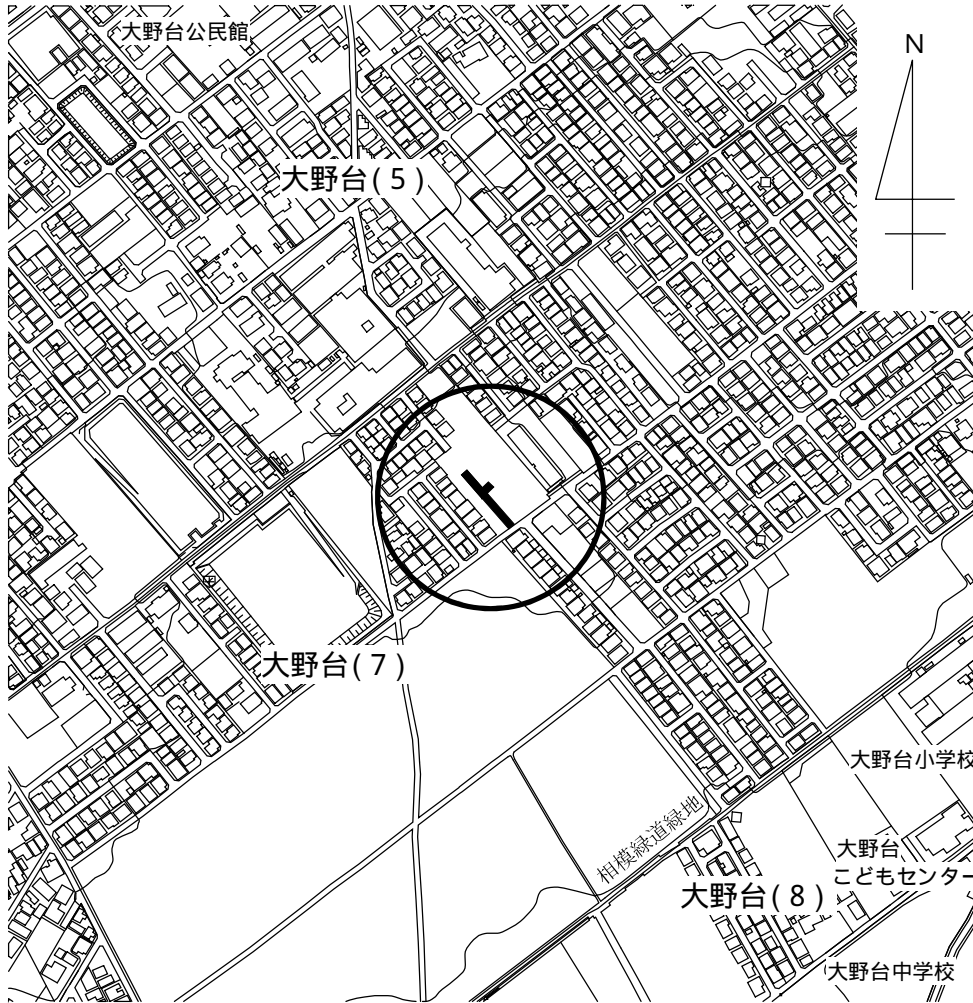 大野台公民館
N
大野台(5)
大野台(7)
大野台小学校
相模緑道緑地
大野台
こどもセンター
大野台(8)
大野台中学校